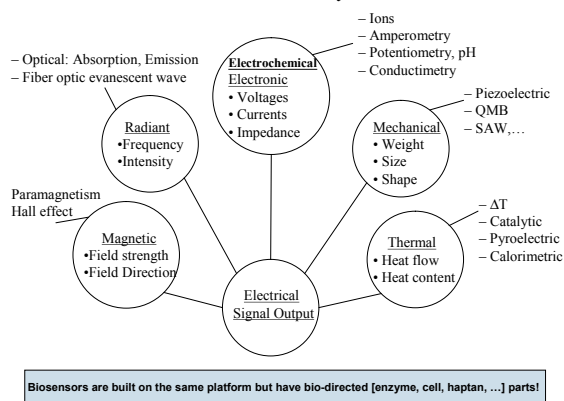 – Ions
– Amperometry
– Potentiometry, pH
– Conductimetry
Electrochemical
Electronic
• Voltages
• Currents
• Impedance
– Optical: Absorption, Emission
– Fiber optic evanescent wave
Radiant
•Frequency
•Intensity
– Piezoelectric
– QMB
– SAW,…
Mechanical
• Weight
• Size
• Shape
Paramagnetism
Hall effect
Magnetic
•Field strength
•Field Direction
– ΔT
– Catalytic
– Pyroelectric
– Calorimetric
Thermal
• Heat flow
• Heat content
Electrical
Signal Output
Biosensors are built on the same platform but have bio-directed [enzyme, cell, haptan, …] parts!